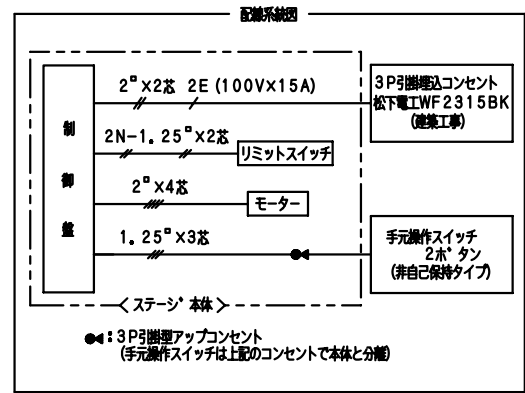 配線系統図
制御盤
2□×2芯 2E (100V×15A)
3P引掛埋込コンセント
松下電工WF2315BK
(建築工事)
2N-1.25□×2芯
リミットスイッチ
2□×4芯
モーター
1.25□×3芯
手元操作スイッチ
2ボタン
(非自己保持タイプ)
ステージ本体
:3P引掛型アップコンセント
(手元操作スイッチは上記のコンセントで本体と分離)